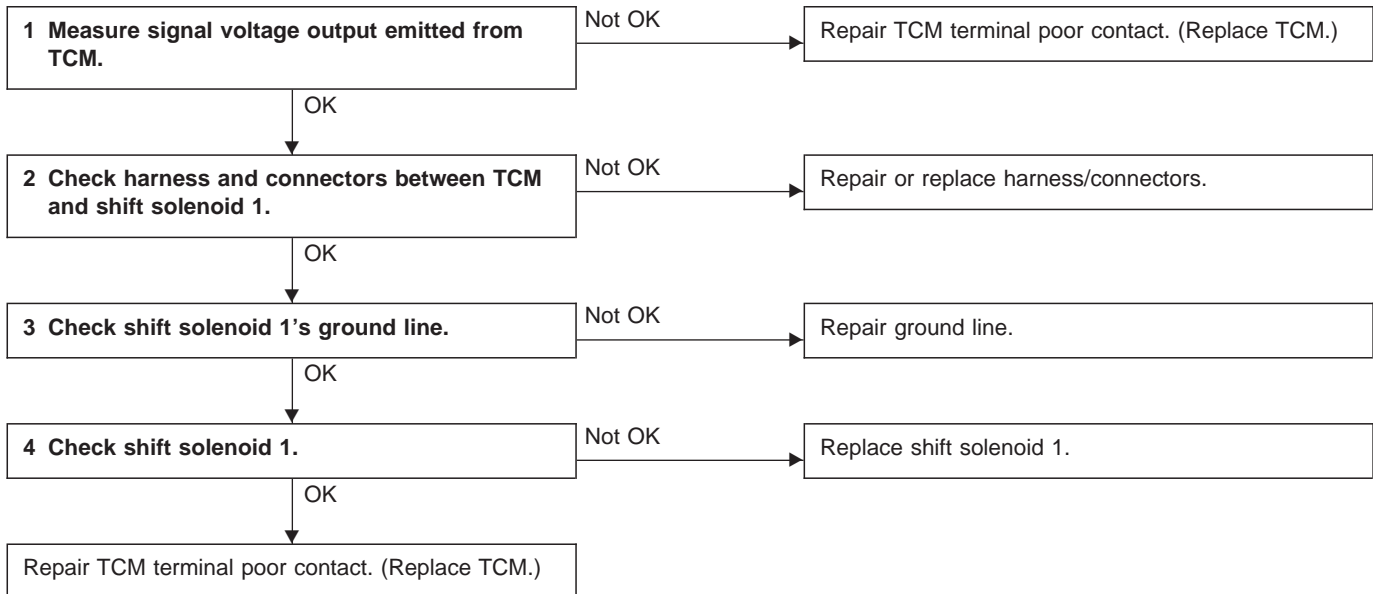 1 Measure signal voltage output emitted from
TCM.
Not OK
Repair TCM terminal poor contact. (Replace TCM.)
OK
2 Check harness and connectors between TCM
and shift solenoid 1.
Not OK
Repair or replace harness/connectors.
OK
3 Check shift solenoid 1’s ground line.
Not OK
Repair ground line.
OK
4 Check shift solenoid 1.
Not OK
Replace shift solenoid 1.
OK
Repair TCM terminal poor contact. (Replace TCM.)